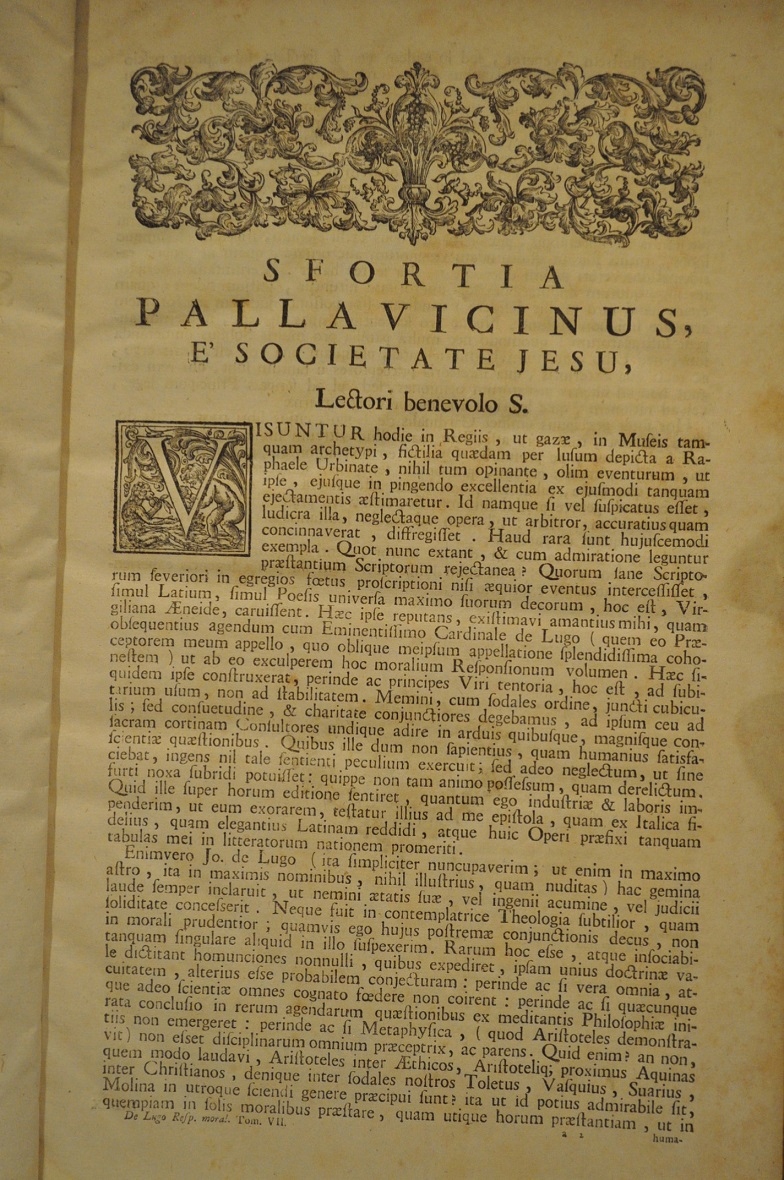 SFORTIA
PALLAVICINUS,
E' SOCIETATE JESU,
Lectori benevolo S.
VISUNTUR hodie in Regiis, ut gazæ, in Muſeis tam-
quam archetypi, fictilia quædam per luſum depicta a Ra-
phaele Urbinate, nihil tum opinante, olim eventurum, ut
ipſe, ejuſque in pingendo excellentia ex ejuſmodi tanquam
ejectamentis æſtimaretur. Id namque ſi vel ſuſpicatus eſſet,
ludicra illa, neglectaque opera, ut arbitror, accuratius quam
concinnaverat, diffregiſſet. Haud rara ſunt hujuſcemodi
exempla. Quot nunc extant, & cum admiratione leguntur
præſtantium Scriptorum rejectanea? Quorum ſane Scripto-
rum ſeveriori in egregios fœtus proſcriptioni niſi æquior eventus interceſſiſſet,
ſimul Latium, ſimul Poeſis univerſa maximo ſuorum decorum, hoc eſt, Vir-
giliana Æneide, caruiſſent. Hæc ipſe reputans, exiſtimavi amantius mihi, quam
obſequentius agendum cum Eminentiſſimo Cardinale de Lugo (quem eo Præ-
ceptorem meum appello, quo oblique meipſum appellatione ſplendidiſſima coho-
neſtem) ut ab eo exculperem hoc moralium Reſponſionum volumen. Hæc ſi-
quidem ipſe conſtruxerat, perinde ac principes Viri tentoria, hoc eſt, ad ſubi-
tarium uſum, non ad ſtabilitatem. Memini, cum ſodales ordine, juncti cubicu-
lis; ſed conſuetudine, & charitate conjunctiores degebamus, ad ipſum ceu ad
ſacram cortinam Conſultores undique adire in arduis quibuſque, magniſque con-
ſcientiæ quæſtionibus. Quibus ille dum non ſapientius, quam humanius ſatisfa-
ciebat, ingens nil tale ſentienti peculium exercuit; ſed adeo neglectum, ut ſine
furti noxa ſubridi potuiſſet: quippe non tam animo poſſeſſum, quam derelictum.
Quid ille ſuper horum editione ſentiret, quantum ego induſtriæ & laboris im-
penderim, ut eum exorarem, teſtatur illius ad me epiſtola, quam ex Italica fi-
delius, quam elegantius Latinam reddidi, atque huic Operi præfixi tanquam
tabulas mei in litteratorum nationem promeriti.
Enimvero Jo. de Lugo (ita ſimpliciter nuncupaverim; ut enim in maximo
aſtro, ita in maximis nominibus, nihil illuſtrius, quam nuditas) hac gemina
laude ſemper inclaruit, ut nemini ætatis ſuæ, vel ingenii acumine, vel judicii
ſoliditate conceſſerit. Neque fuit in contemplatrice Theologia ſubtilior, quam
in morali prudentior; quamvis ego hujus poſtremæ conjunctionis decus, non
tanquam ſingulare aliquid in illo ſuſpexerim. Rarum hoc eſſe, atque inſociabi-
le dictitant homunciones nonnulli, quibus expediret, ipſam unius doctrinæ va-
cuitatem, alterius eſſe probabilem conjecturam: perinde ac ſi vera omnia, at-
que adeo ſcientiæ omnes cognato fœdere non coirent: perinde ac ſi quæcunque
rata concluſio in rerum agendarum quæſtionibus ex meditantis Philoſophiæ ini-
tiis non emergeret: perinde ac ſi Metaphyſica, (quod Ariſtoteles demonſtra-
vit) non eſſet diſciplinarum omnium præceptrix, ac parens. Quid enim? an non,
quem modo laudavi, Ariſtoteles inter Æthicos, Ariſtoteliq; proximus Aquinas
inter Chriſtianos, denique inter ſodales noſtros Toletus, Vaſquius, Suarius,
Molina in utroque ſciendi genere præcipui ſunt? ita ut id potius admirabile ſit,
quempiam in ſolis moralibus præſtare, quam utique horum præſtantiam, ut in
De Lugo Reſp. moral. Tom. VII. a 2 huma-